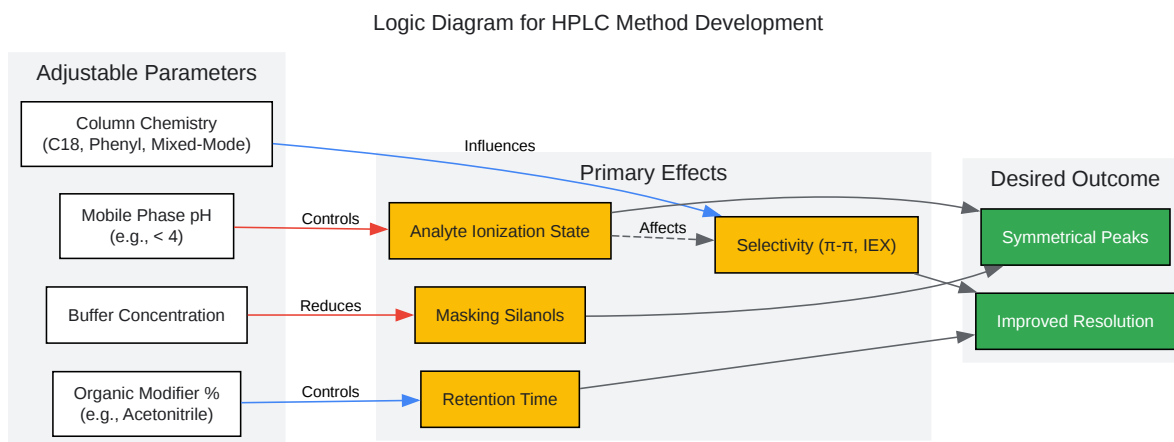 Logic Diagram for HPLC Method Development
Adjustable Parameters
Column Chemistry
(C18, Phenyl, Mixed-Mode)
Influences
Primary Effects
Desired Outcome
Mobile Phase pH
(e.g., < 4)
Controls
Analyte Ionization State
Affects
Selectivity (π-π, IEX)
Symmetrical Peaks
Buffer Concentration
Reduces
Masking Silanols
Improved Resolution
Organic Modifier %
(e.g., Acetonitrile)
Controls
Retention Time